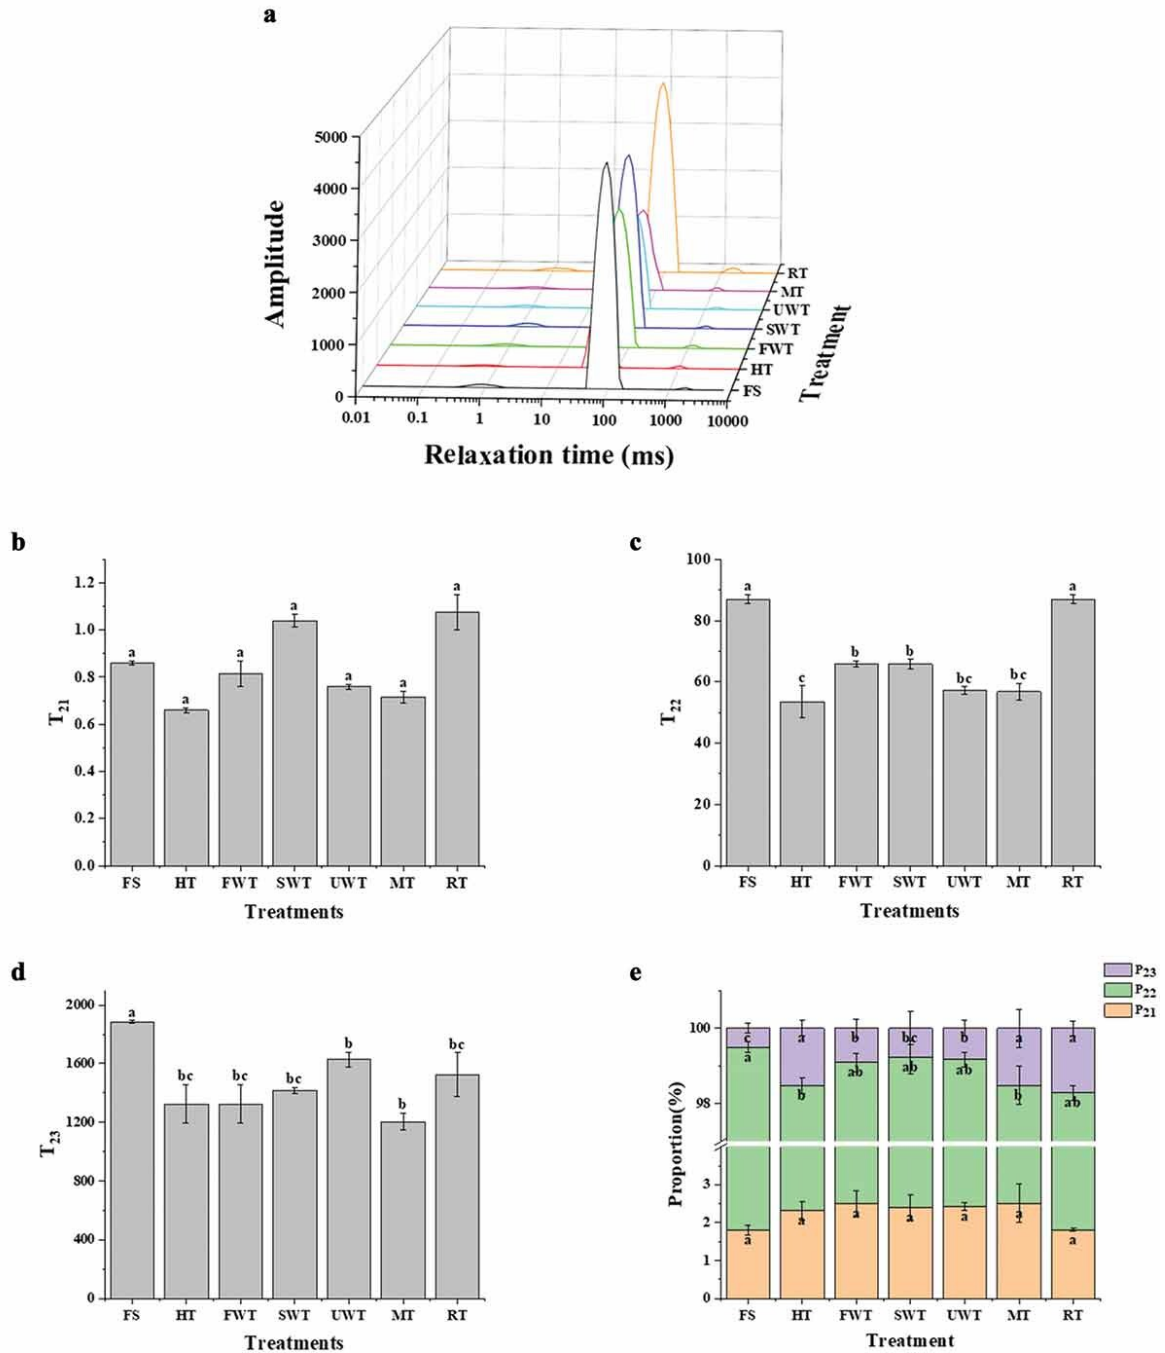 a
5000
4000
3000
2000
1000
0
Amplitude
0.01 0.1 1 10 100 1000 10000
Relaxation time (ms)
RT
MT
UWT
SWT
FWT
HT
FS
Treatment
b
1.2
1.0
0.8
0.6
0.4
0.2
0.0
T21
a a a a a a a
FS HT FWT SWT UWT MT RT
Treatments
c
100
80
60
40
20
0
T22
a c b b bc bc a
FS HT FWT SWT UWT MT RT
Treatments
d
2000
1600
1200
800
400
0
T23
a bc bc bc b b bc
FS HT FWT SWT UWT MT RT
Treatments
e
P23
P22
P21
100
98
3
2
1
0
Proportion(%)
c a b bc b a a
a b ab ab ab b ab
a a a a a a a
FS HT FWT SWT UWT MT RT
Treatment